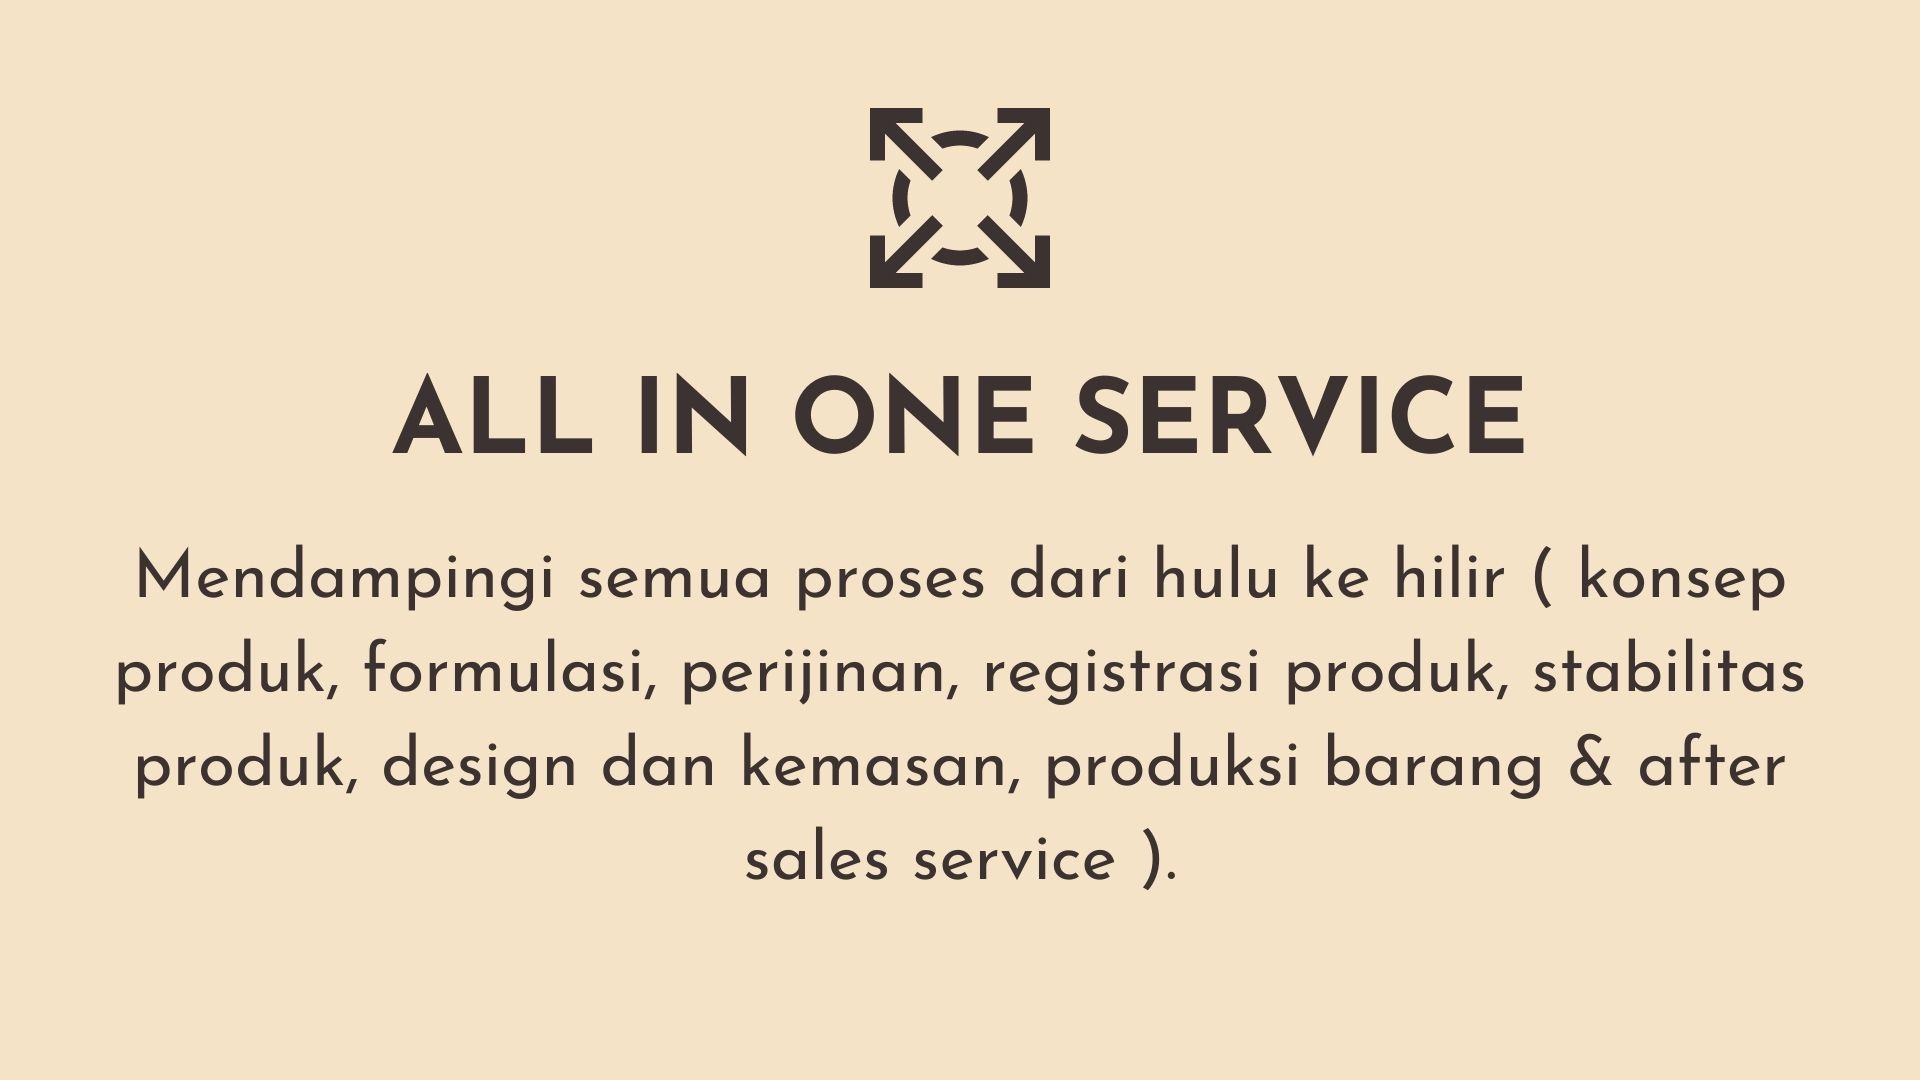 ALL IN ONE SERVICE
Mendampingi semua proses dari hulu ke hilir ( konsep
produk, formulasi, perijinan, registrasi produk, stabilitas
produk, design dan kemasan, produksi barang & after
sales service ).